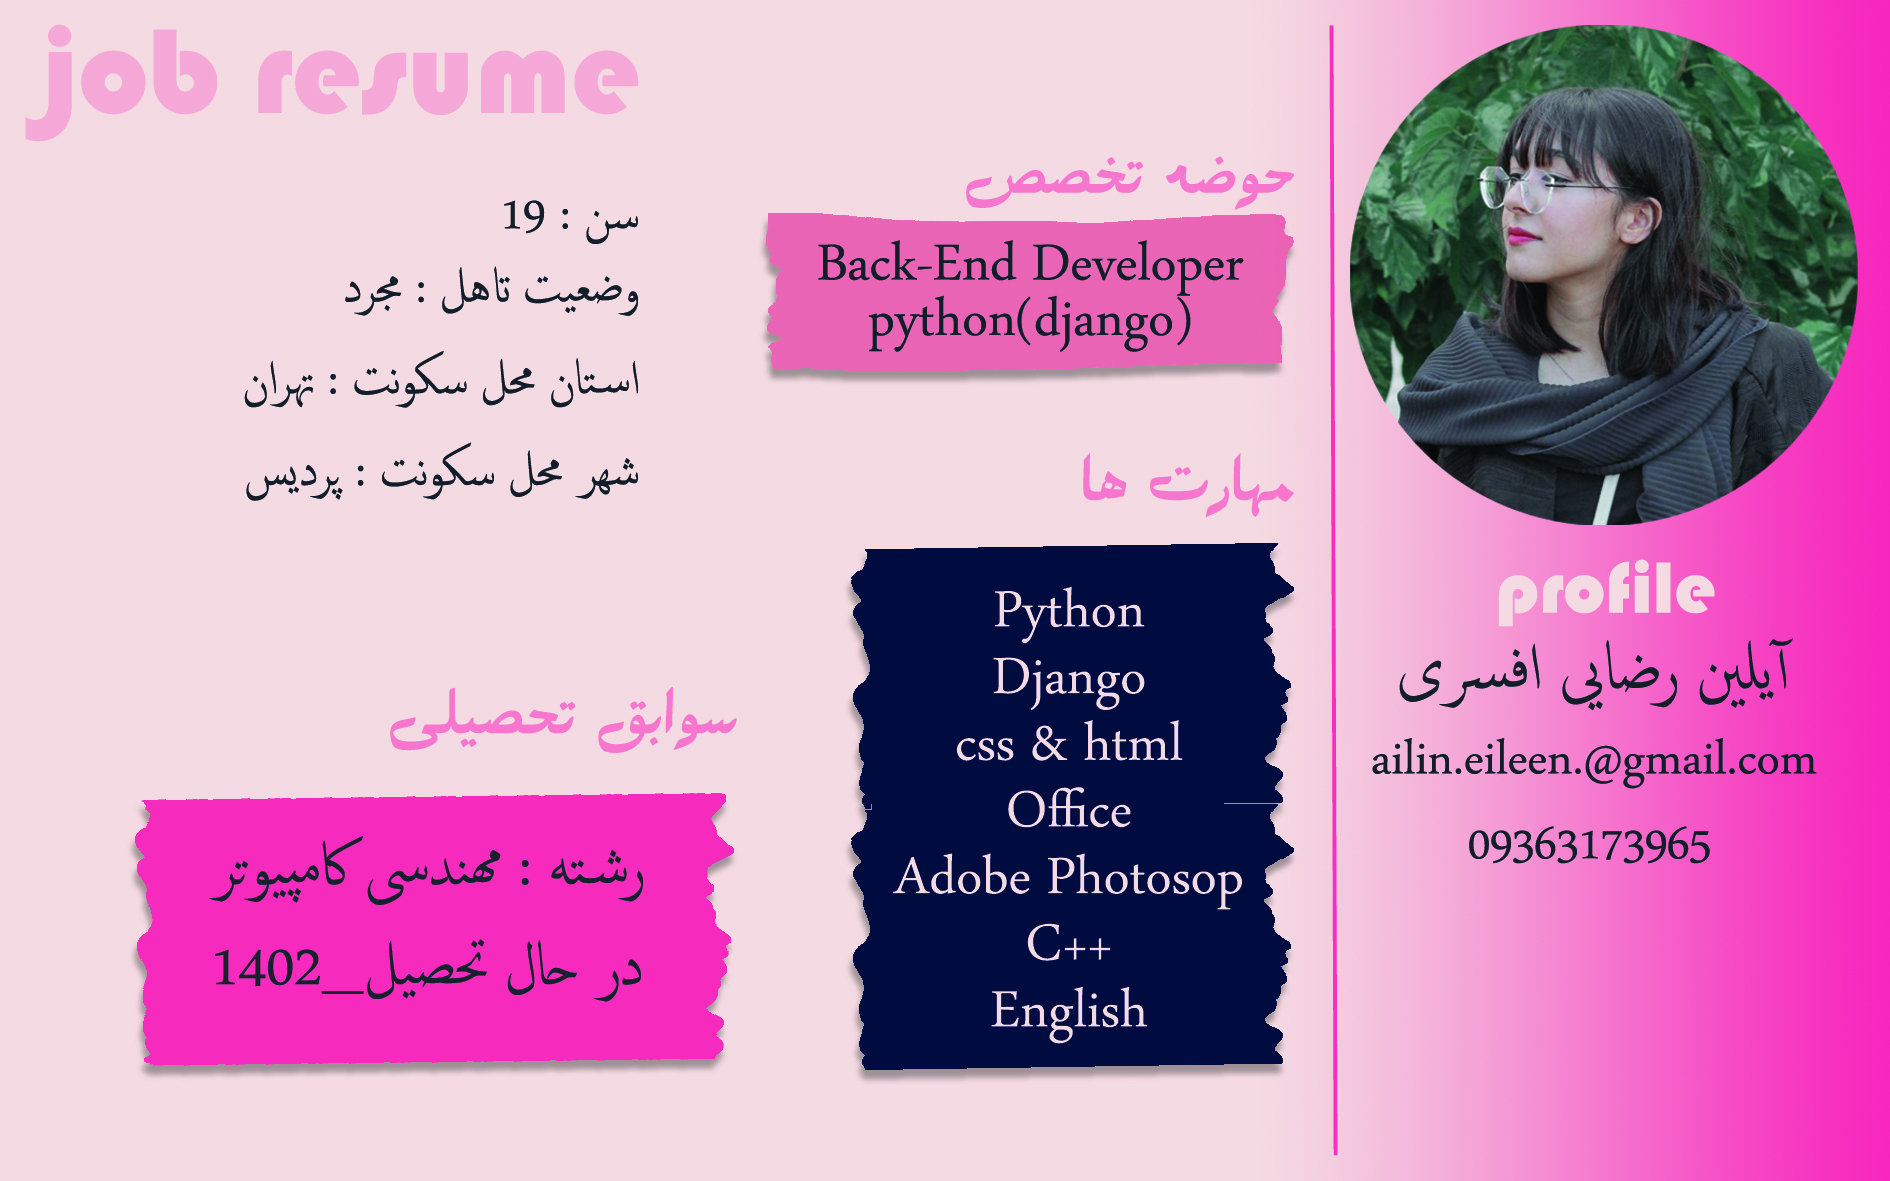 job resume
سن : 19
وضعیت تاهل : مجرد
استان محل سکونت : تهران
شهر محل سکونت : پردیس
سوابق تحصیلی
رشته : مهندسی کامپیوتر
در حال تحصیل_1402
حوضه تخصص
Back-End Developer
python(django)
مهارت ها
Python
Django
css & html
Office
Adobe Photosop
C++
English
profile
آیلین رضایی افسری
ailin.eileen.@gmail.com
09363173965